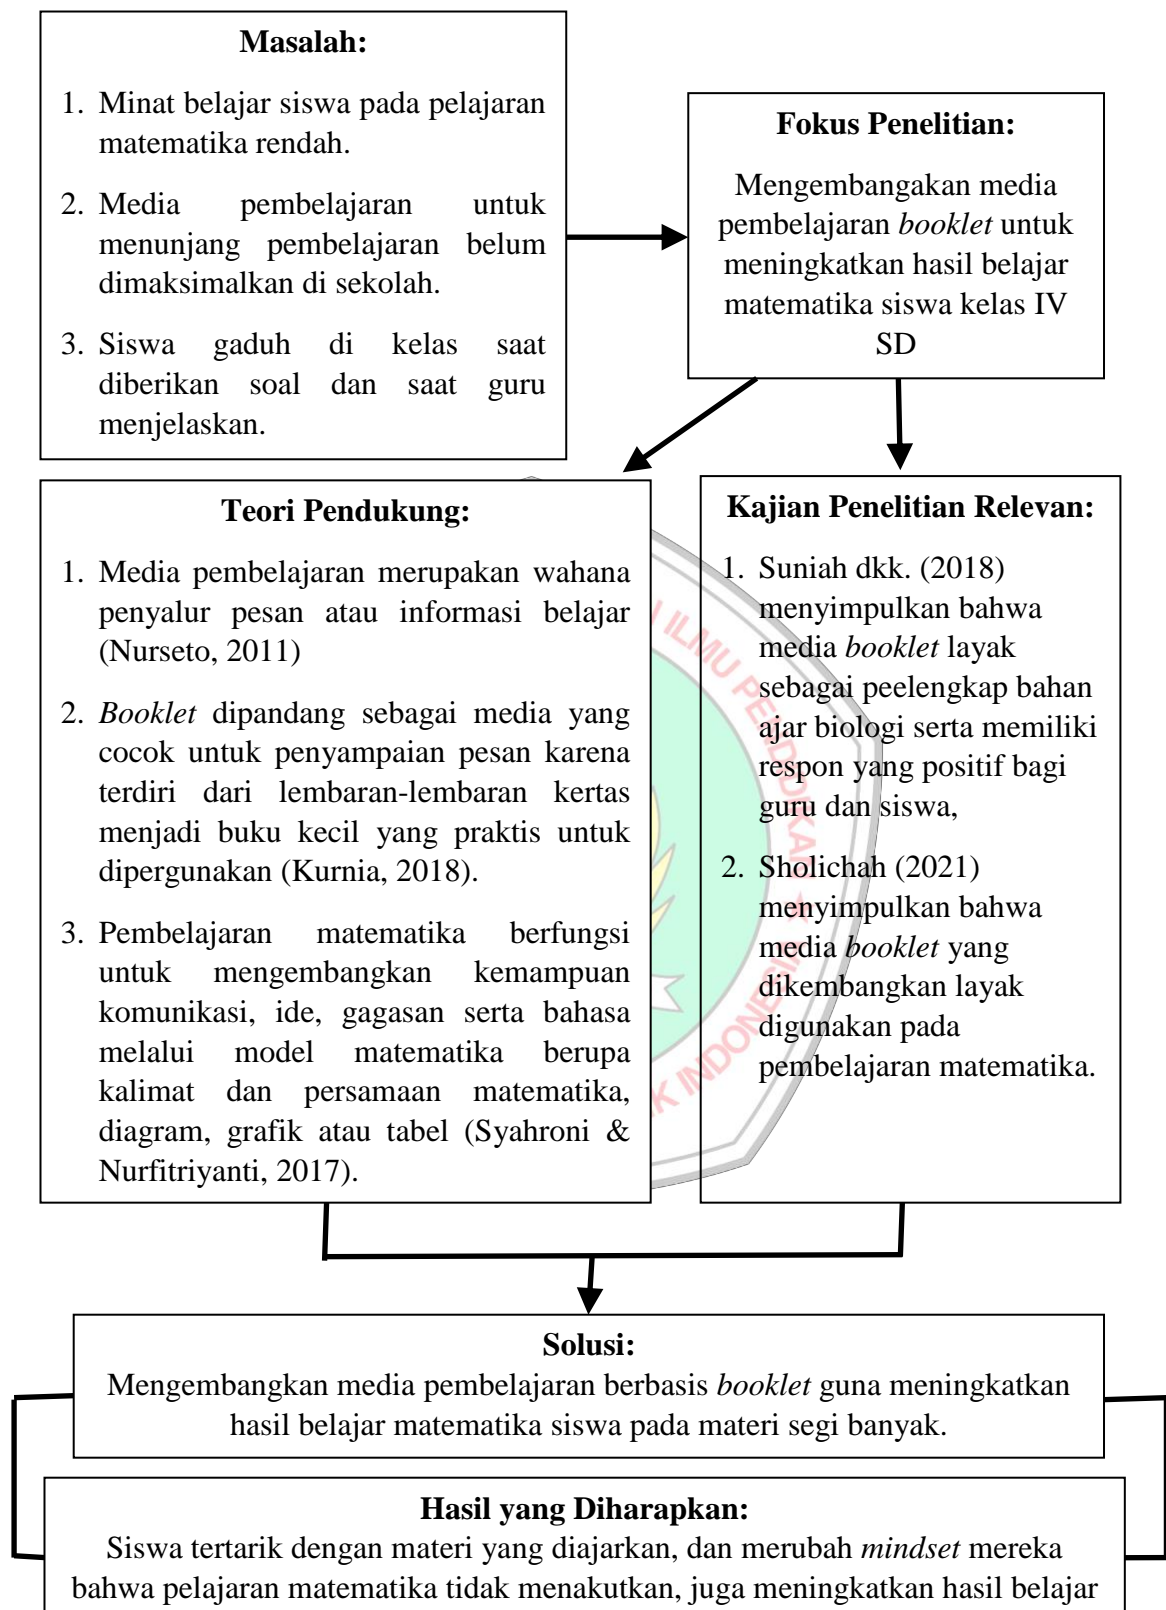 Masalah:
1. Minat belajar siswa pada pelajaran
matematika rendah.
2. Media pembelajaran untuk
menunjang pembelajaran belum
dimaksimalkan di sekolah.
3. Siswa gaduh di kelas saat
diberikan soal dan saat guru
menjelaskan.
Fokus Penelitian:
Mengembangakan media
pembelajaran booklet untuk
meningkatkan hasil belajar
matematika siswa kelas IV
SD
Teori Pendukung:
1. Media pembelajaran merupakan wahana
penyalur pesan atau informasi belajar
(Nurseto, 2011)
2. Booklet dipandang sebagai media yang
cocok untuk penyampaian pesan karena
terdiri dari lembaran-lembaran kertas
menjadi buku kecil yang praktis untuk
dipergunakan (Kurnia, 2018).
3. Pembelajaran matematika berfungsi
untuk mengembangkan kemampuan
komunikasi, ide, gagasan serta bahasa
melalui model matematika berupa
kalimat dan persamaan matematika,
diagram, grafik atau tabel (Syahroni &
Nurfitriyanti, 2017).
Kajian Penelitian Relevan:
1. Suniah dkk. (2018)
menyimpulkan bahwa
media booklet layak
sebagai peelengkap bahan
ajar biologi serta memiliki
respon yang positif bagi
guru dan siswa,
2. Sholichah (2021)
menyimpulkan bahwa
media booklet yang
dikembangkan layak
digunakan pada
pembelajaran matematika.
ILMU PENDIDIKAN ★
K INDONESIA
Solusi:
Mengembangkan media pembelajaran berbasis booklet guna meningkatkan
hasil belajar matematika siswa pada materi segi banyak.
Hasil yang Diharapkan:
Siswa tertarik dengan materi yang diajarkan, dan merubah mindset mereka
bahwa pelajaran matematika tidak menakutkan, juga meningkatkan hasil belajar